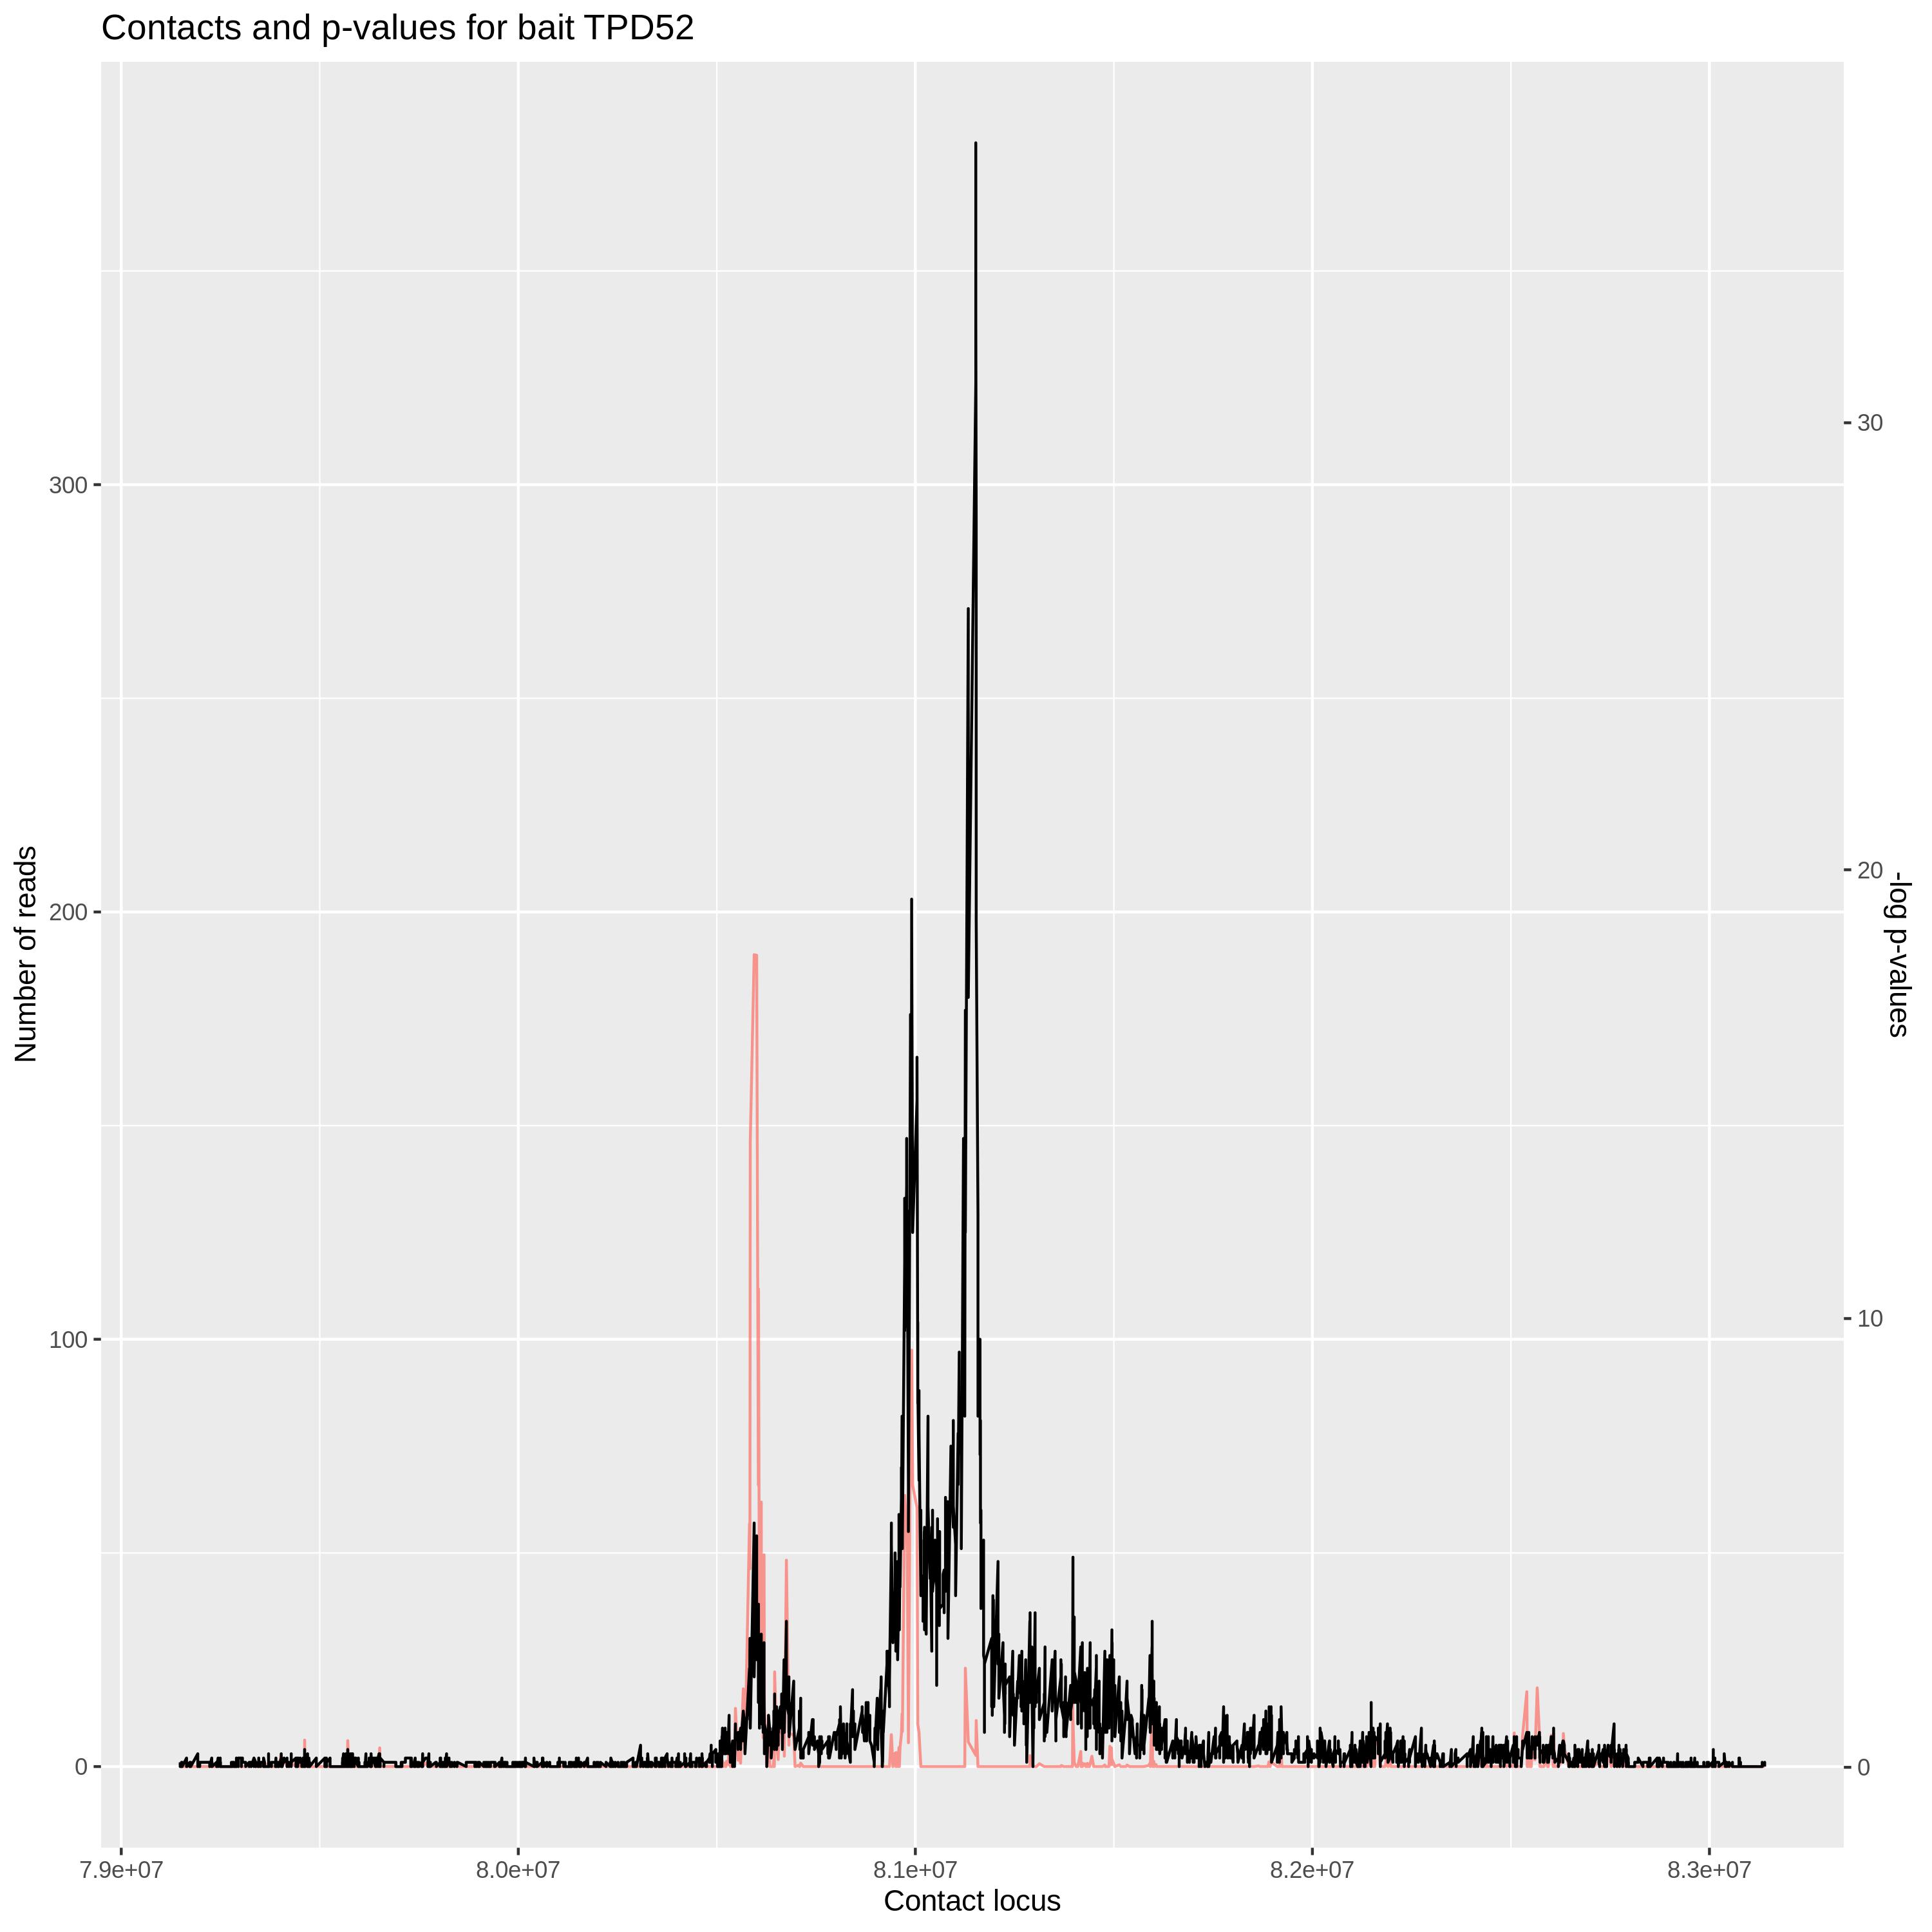 Contacts and p-values for bait TPD52
Number of reads
300
200
100
0
30
20
10
0
-log p-values
7.9e+07 8.0e+07 8.1e+07 8.2e+07 8.3e+07
Contact locus